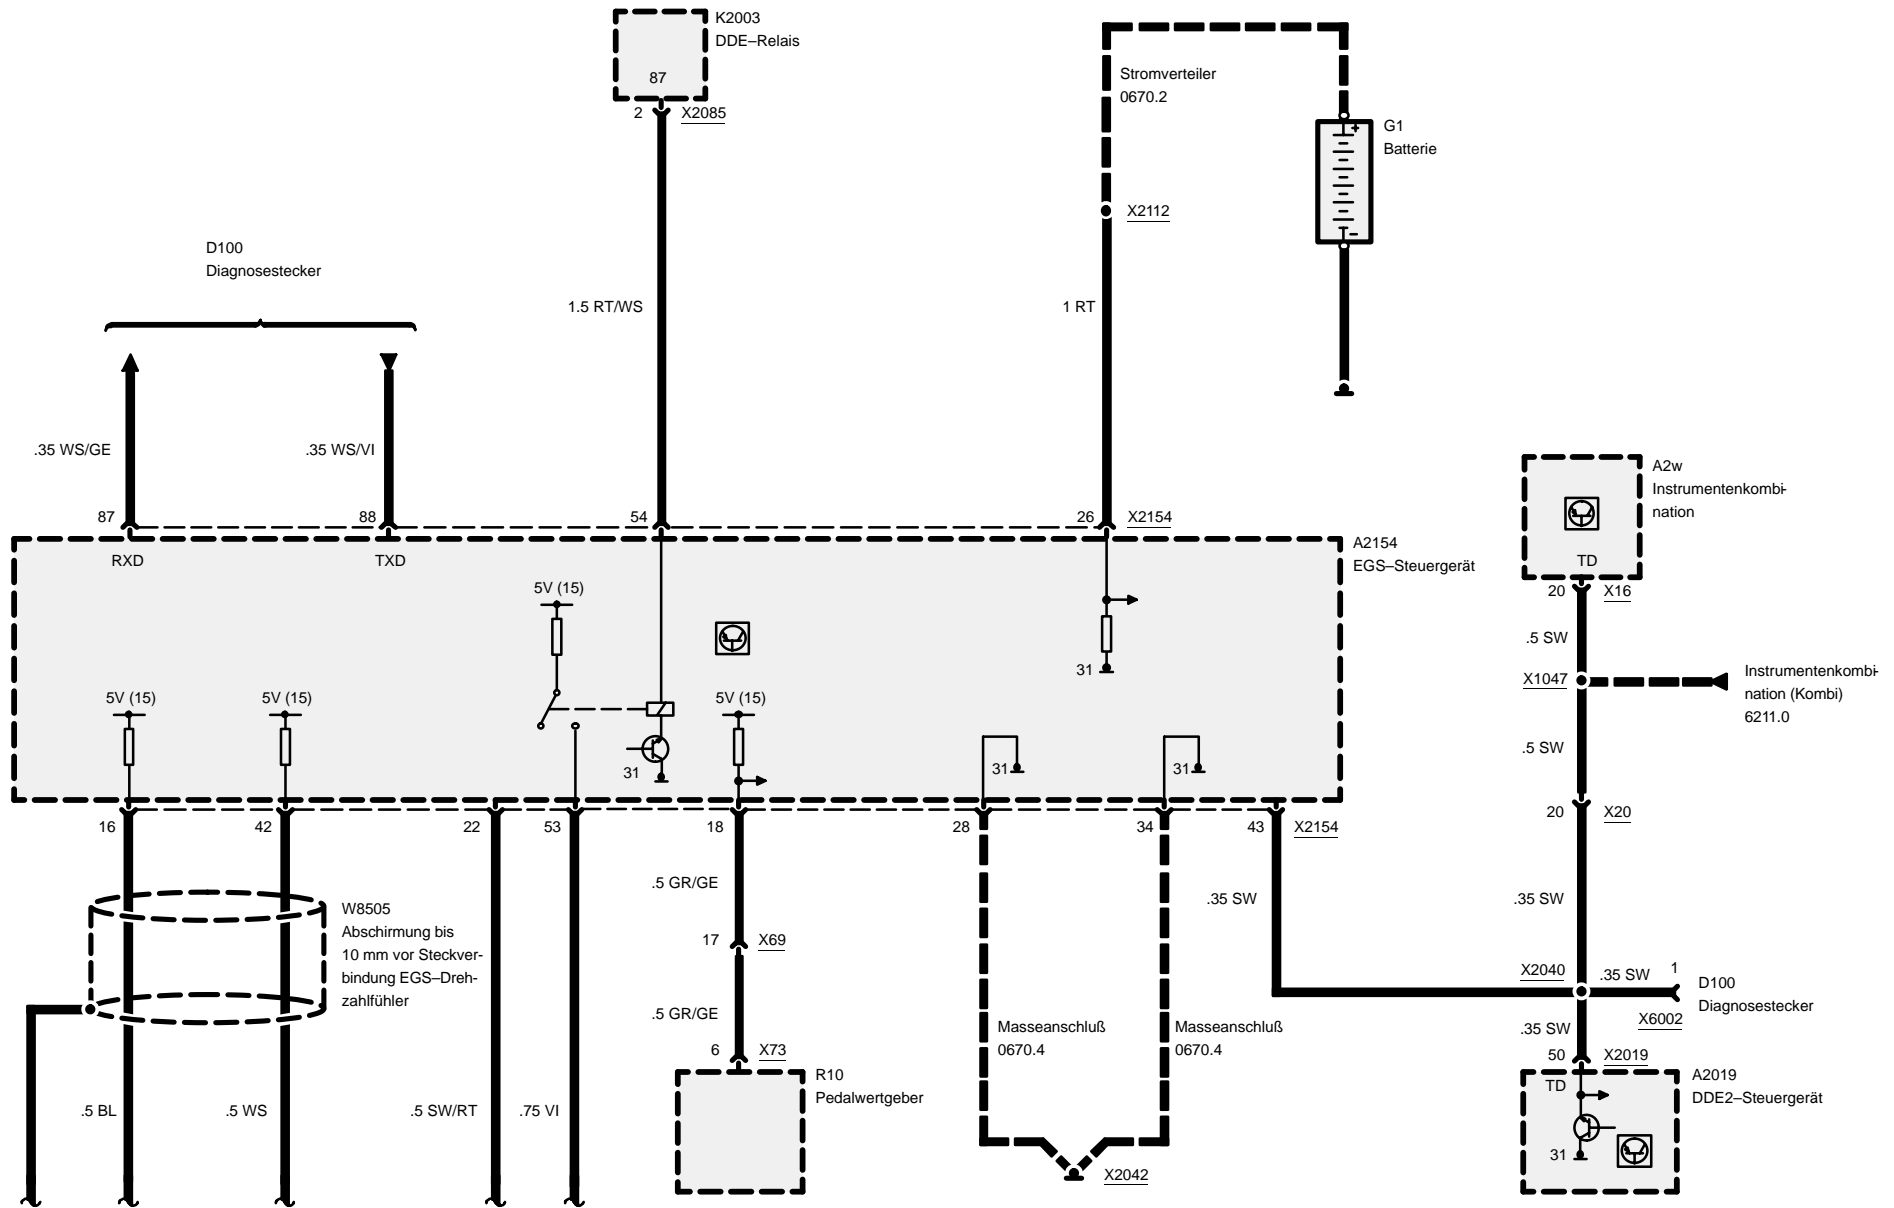 K2003
DDE–Relais
87
2
X2085
Stromverteiler
0670.2
G1
Batterie
+
–
X2112
D100
Diagnosestecker
1.5 RT/WS
1 RT
.35 WS/GE
.35 WS/VI
87
88
54
26
X2154
RXD
TXD
A2154
EGS–Steuergerät
A2w
Instrumentenkombi-
nation
TD
20
X16
.5 SW
X1047
Instrumentenkombi-
nation (Kombi)
6211.0
.5 SW
20
X20
5V (15)
31
5V (15)
5V (15)
5V (15)
31
31
31
16
42
22
53
18
28
34
43
X2154
W8505
Abschirmung bis
10 mm vor Steckver-
bindung EGS–Dreh-
zahlfühler
.5 GR/GE
17
X69
.5 GR/GE
6
X73
R10
Pedalwertgeber
.5 BL
.5 WS
.5 SW/RT
.75 VI
Masseanschluß
0670.4
Masseanschluß
0670.4
X2042
.35 SW
.35 SW
X2040
.35 SW
1
D100
Diagnosestecker
X6002
.35 SW
50
X2019
TD
31
A2019
DDE2–Steuergerät